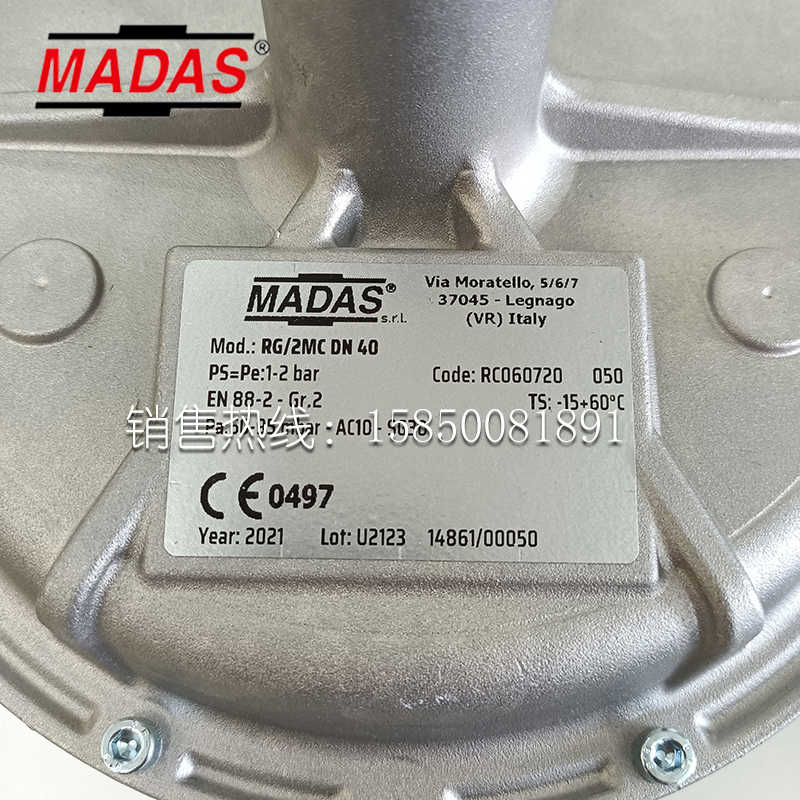 MADAS®
MADAS®
s.r.l.
Via Moratello, 5/6/7
37045 - Legnago
(VR) Italy
Mod.: RG/2MC DN 40
PS=Pe:1-2 bar
Code: RC060720 050
EN 88-2 - Gr.2
TS: -15+60°C
mbar - AC10 -
销售热线：15850081891
CE 0497
Year: 2021 Lot: U2123 14861/00050